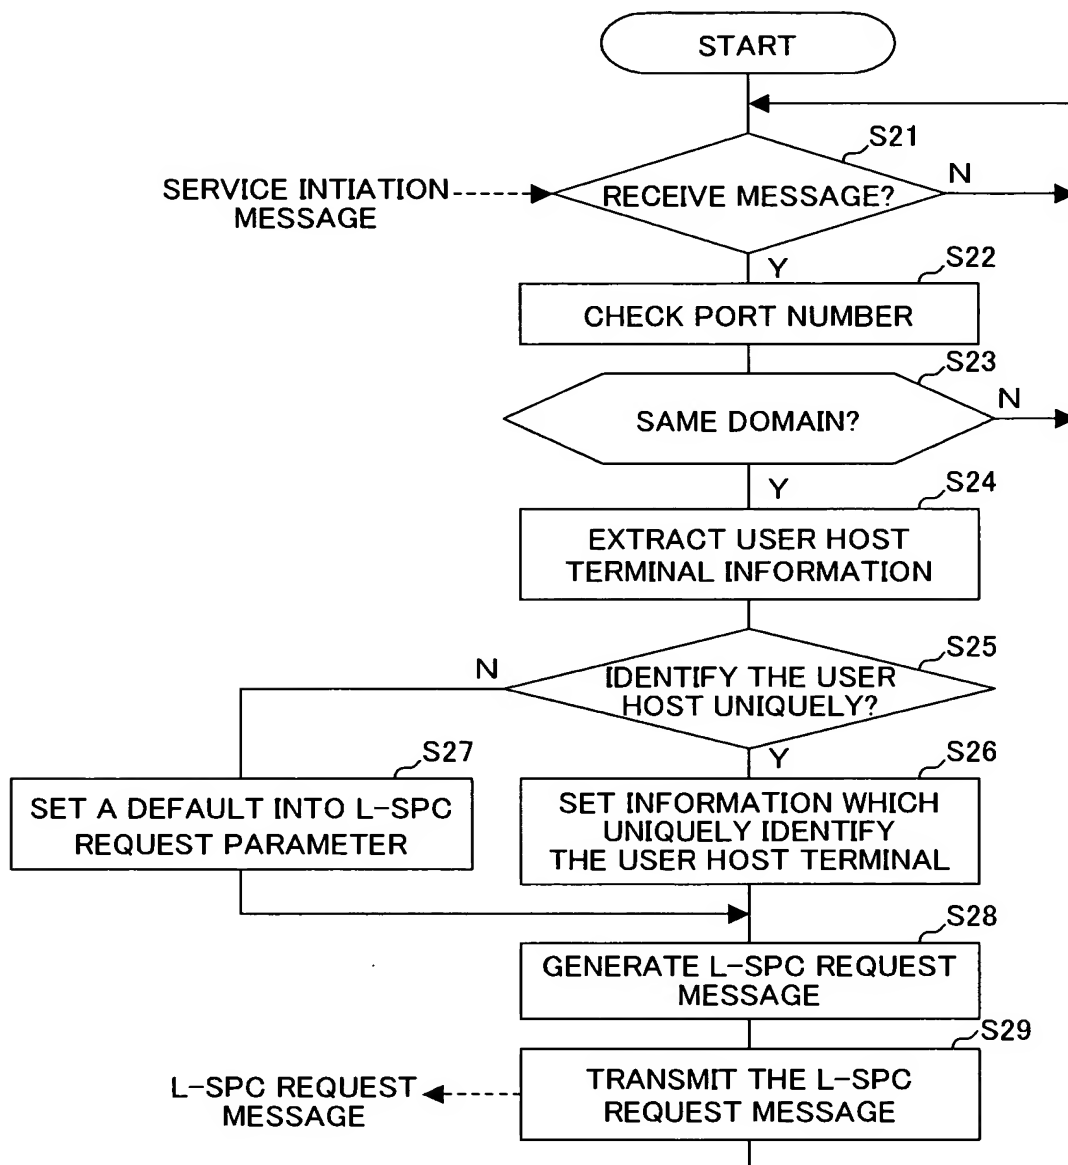 START
S21
SERVICE INTIATION
MESSAGE
RECEIVE MESSAGE?
N
Y
S22
CHECK PORT NUMBER
S23
SAME DOMAIN?
N
Y
S24
EXTRACT USER HOST
TERMINAL INFORMATION
S25
IDENTIFY THE USER
HOST UNIQUELY?
N
Y
S27
SET A DEFAULT INTO L-SPC
REQUEST PARAMETER
S26
SET INFORMATION WHICH
UNIQUELY IDENTIFY
THE USER HOST TERMINAL
S28
GENERATE L-SPC REQUEST
MESSAGE
S29
TRANSMIT THE L-SPC
REQUEST MESSAGE
L-SPC REQUEST
MESSAGE